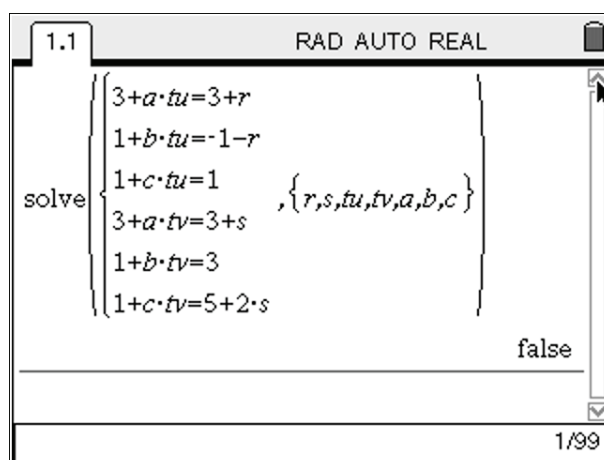 1.1 RAD AUTO REAL
3+a·tu=3+r
1+b·tu=-1−r
1+c·tu=1
solve ,{r,s,tu,tv,a,b,c}
3+a·tv=3+s
1+b·tv=3
1+c·tv=5+2·s
false
1/99